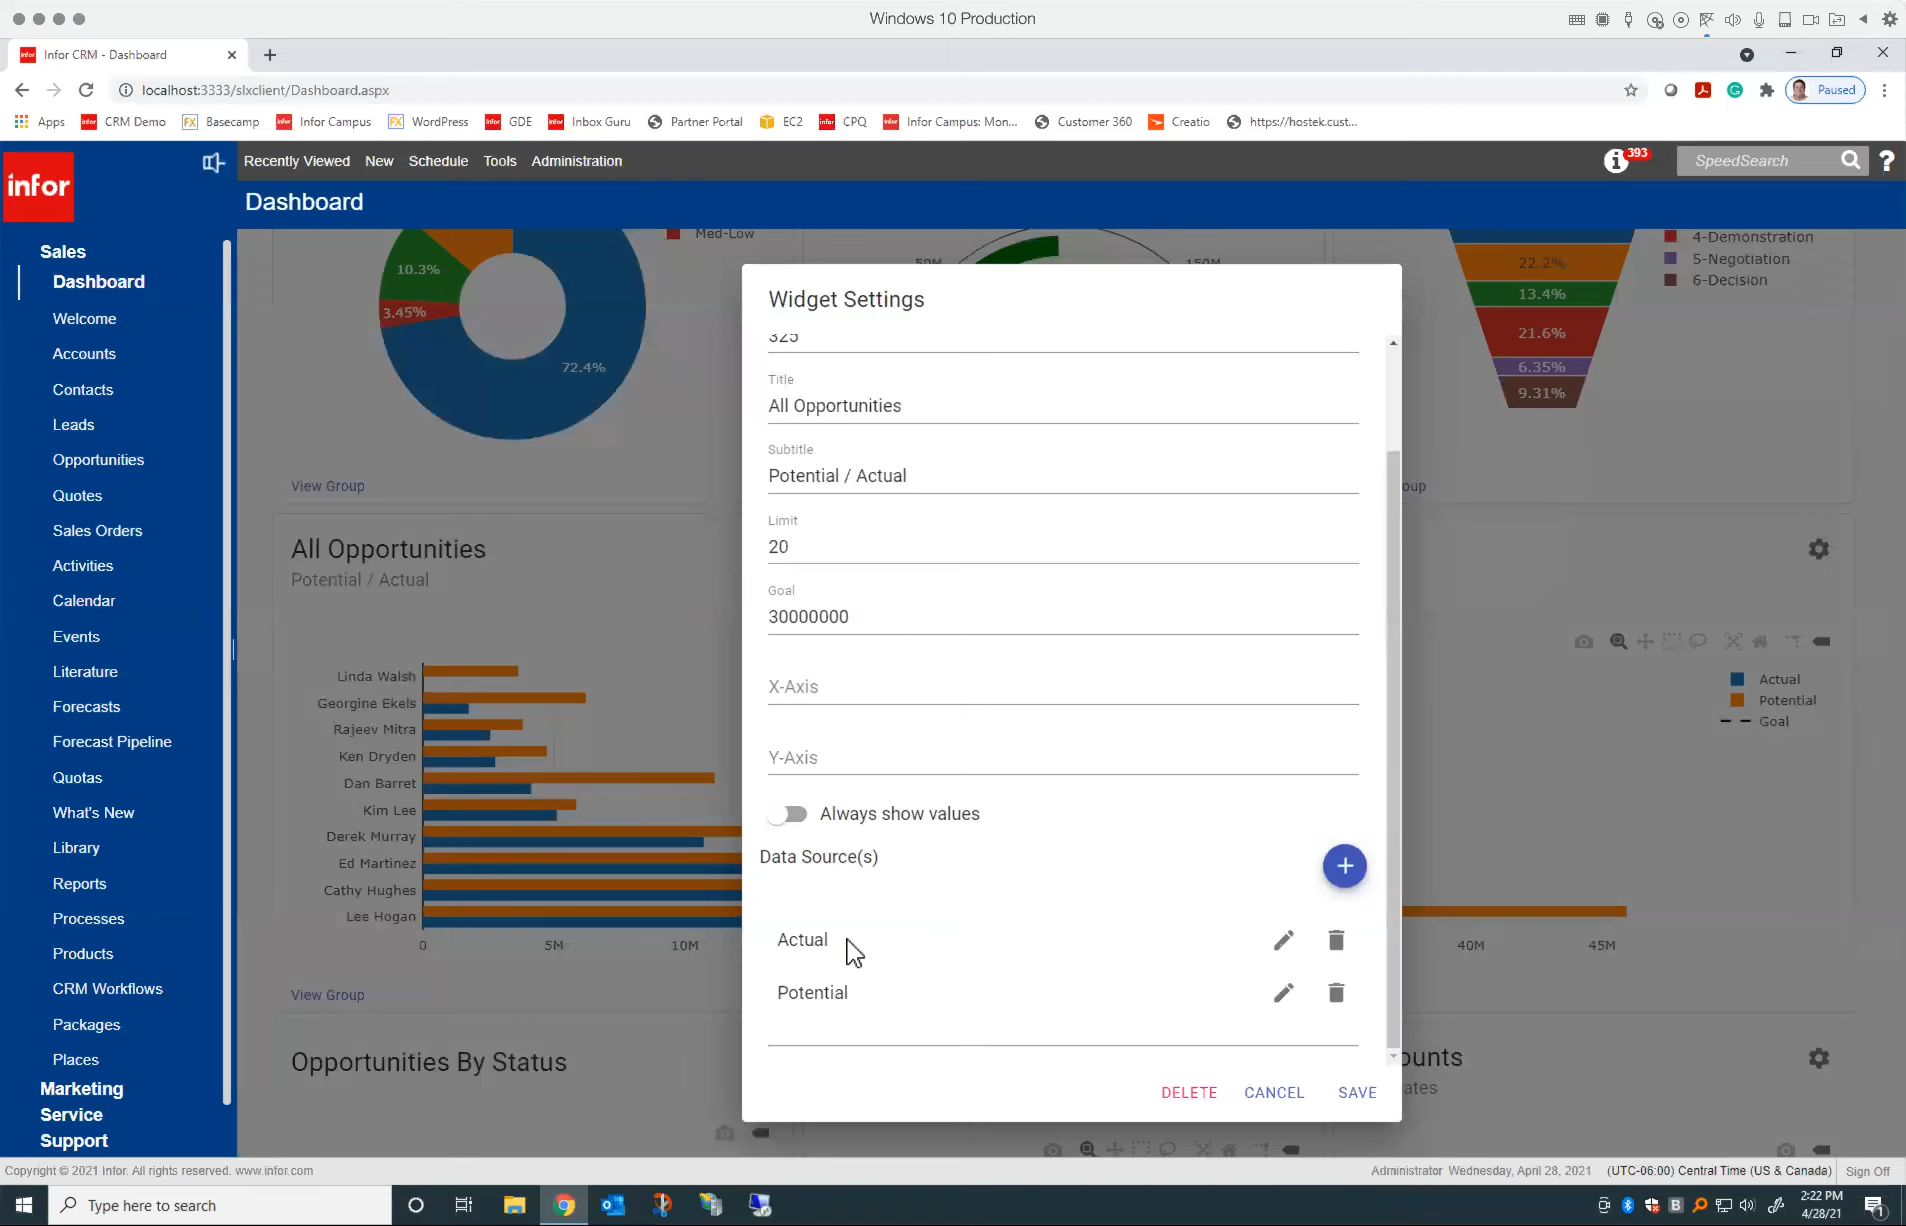 Windows 10 Production
Infor CRM - Dashboard
localhost:3333/slxclient/Dashboard.aspx
Paused
Apps
CRM Demo
Basecamp
Infor Campus
WordPress
GDE
Inbox Guru
Partner Portal
EC2
CPQ
Infor Campus: Mon...
Customer 360
Creatio
https://hostek.cust...
infor
Recently Viewed New Schedule Tools Administration
393
SpeedSearch
Dashboard
Sales
Dashboard
Welcome
Accounts
Contacts
Leads
Opportunities
Quotes
Sales Orders
Activities
Calendar
Events
Literature
Forecasts
Forecast Pipeline
Quotas
What's New
Library
Reports
Processes
Products
CRM Workflows
Packages
Places
Marketing
Service
Support
Med-Low
10.3%
3.45%
72.4%
View Group
50M
150M
4-Demonstration
5-Negotiation
6-Decision
22.2%
13.4%
21.6%
6.35%
9.31%
oup
All Opportunities
Potential / Actual
Linda Walsh
Georgine Ekels
Rajeev Mitra
Ken Dryden
Dan Barret
Kim Lee
Derek Murray
Ed Martinez
Cathy Hughes
Lee Hogan
0 5M 10M
40M 45M
Actual
Potential
Goal
View Group
Opportunities By Status
ounts
ates
Widget Settings
325
Title
All Opportunities
Subtitle
Potential / Actual
Limit
20
Goal
30000000
X-Axis
Y-Axis
Always show values
Data Source(s)
Actual
Potential
DELETE CANCEL SAVE
Copyright © 2021 Infor. All rights reserved. www.infor.com
Administrator Wednesday, April 28, 2021 (UTC-06:00) Central Time (US & Canada) Sign Off
Type here to search
2:22 PM
4/28/21
1